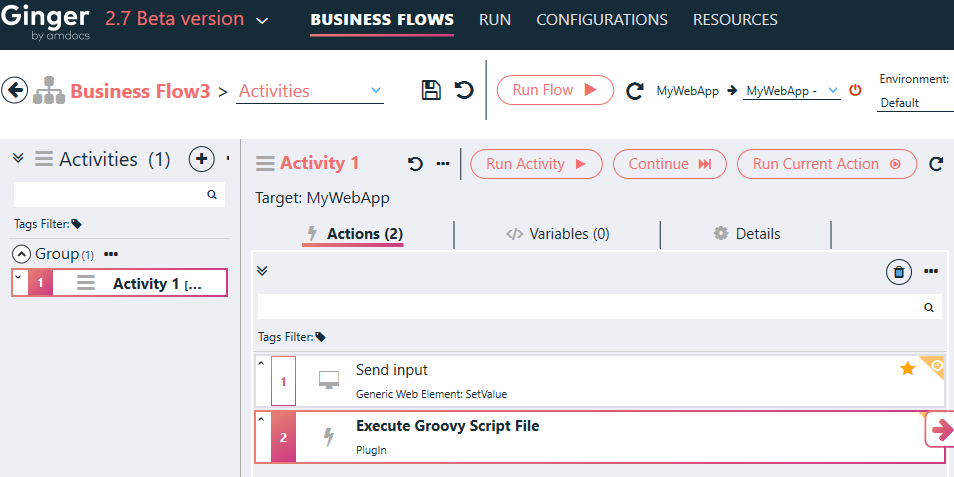 Ginger 2.7 Beta version BUSINESS FLOWS RUN CONFIGURATIONS RESOURCES
by amdocs
Business Flow3 > Activities Run Flow MyWebApp MyWebApp - Environment:
Default
Activities (1)
Tags Filter:
Group (1)
1 Activity 1 [...
Activity 1 Run Activity Continue Run Current Action
Target: MyWebApp
Actions (2) Variables (0) Details
Tags Filter:
1 Send input
Generic Web Element: SetValue
2 Execute Groovy Script File
PlugIn